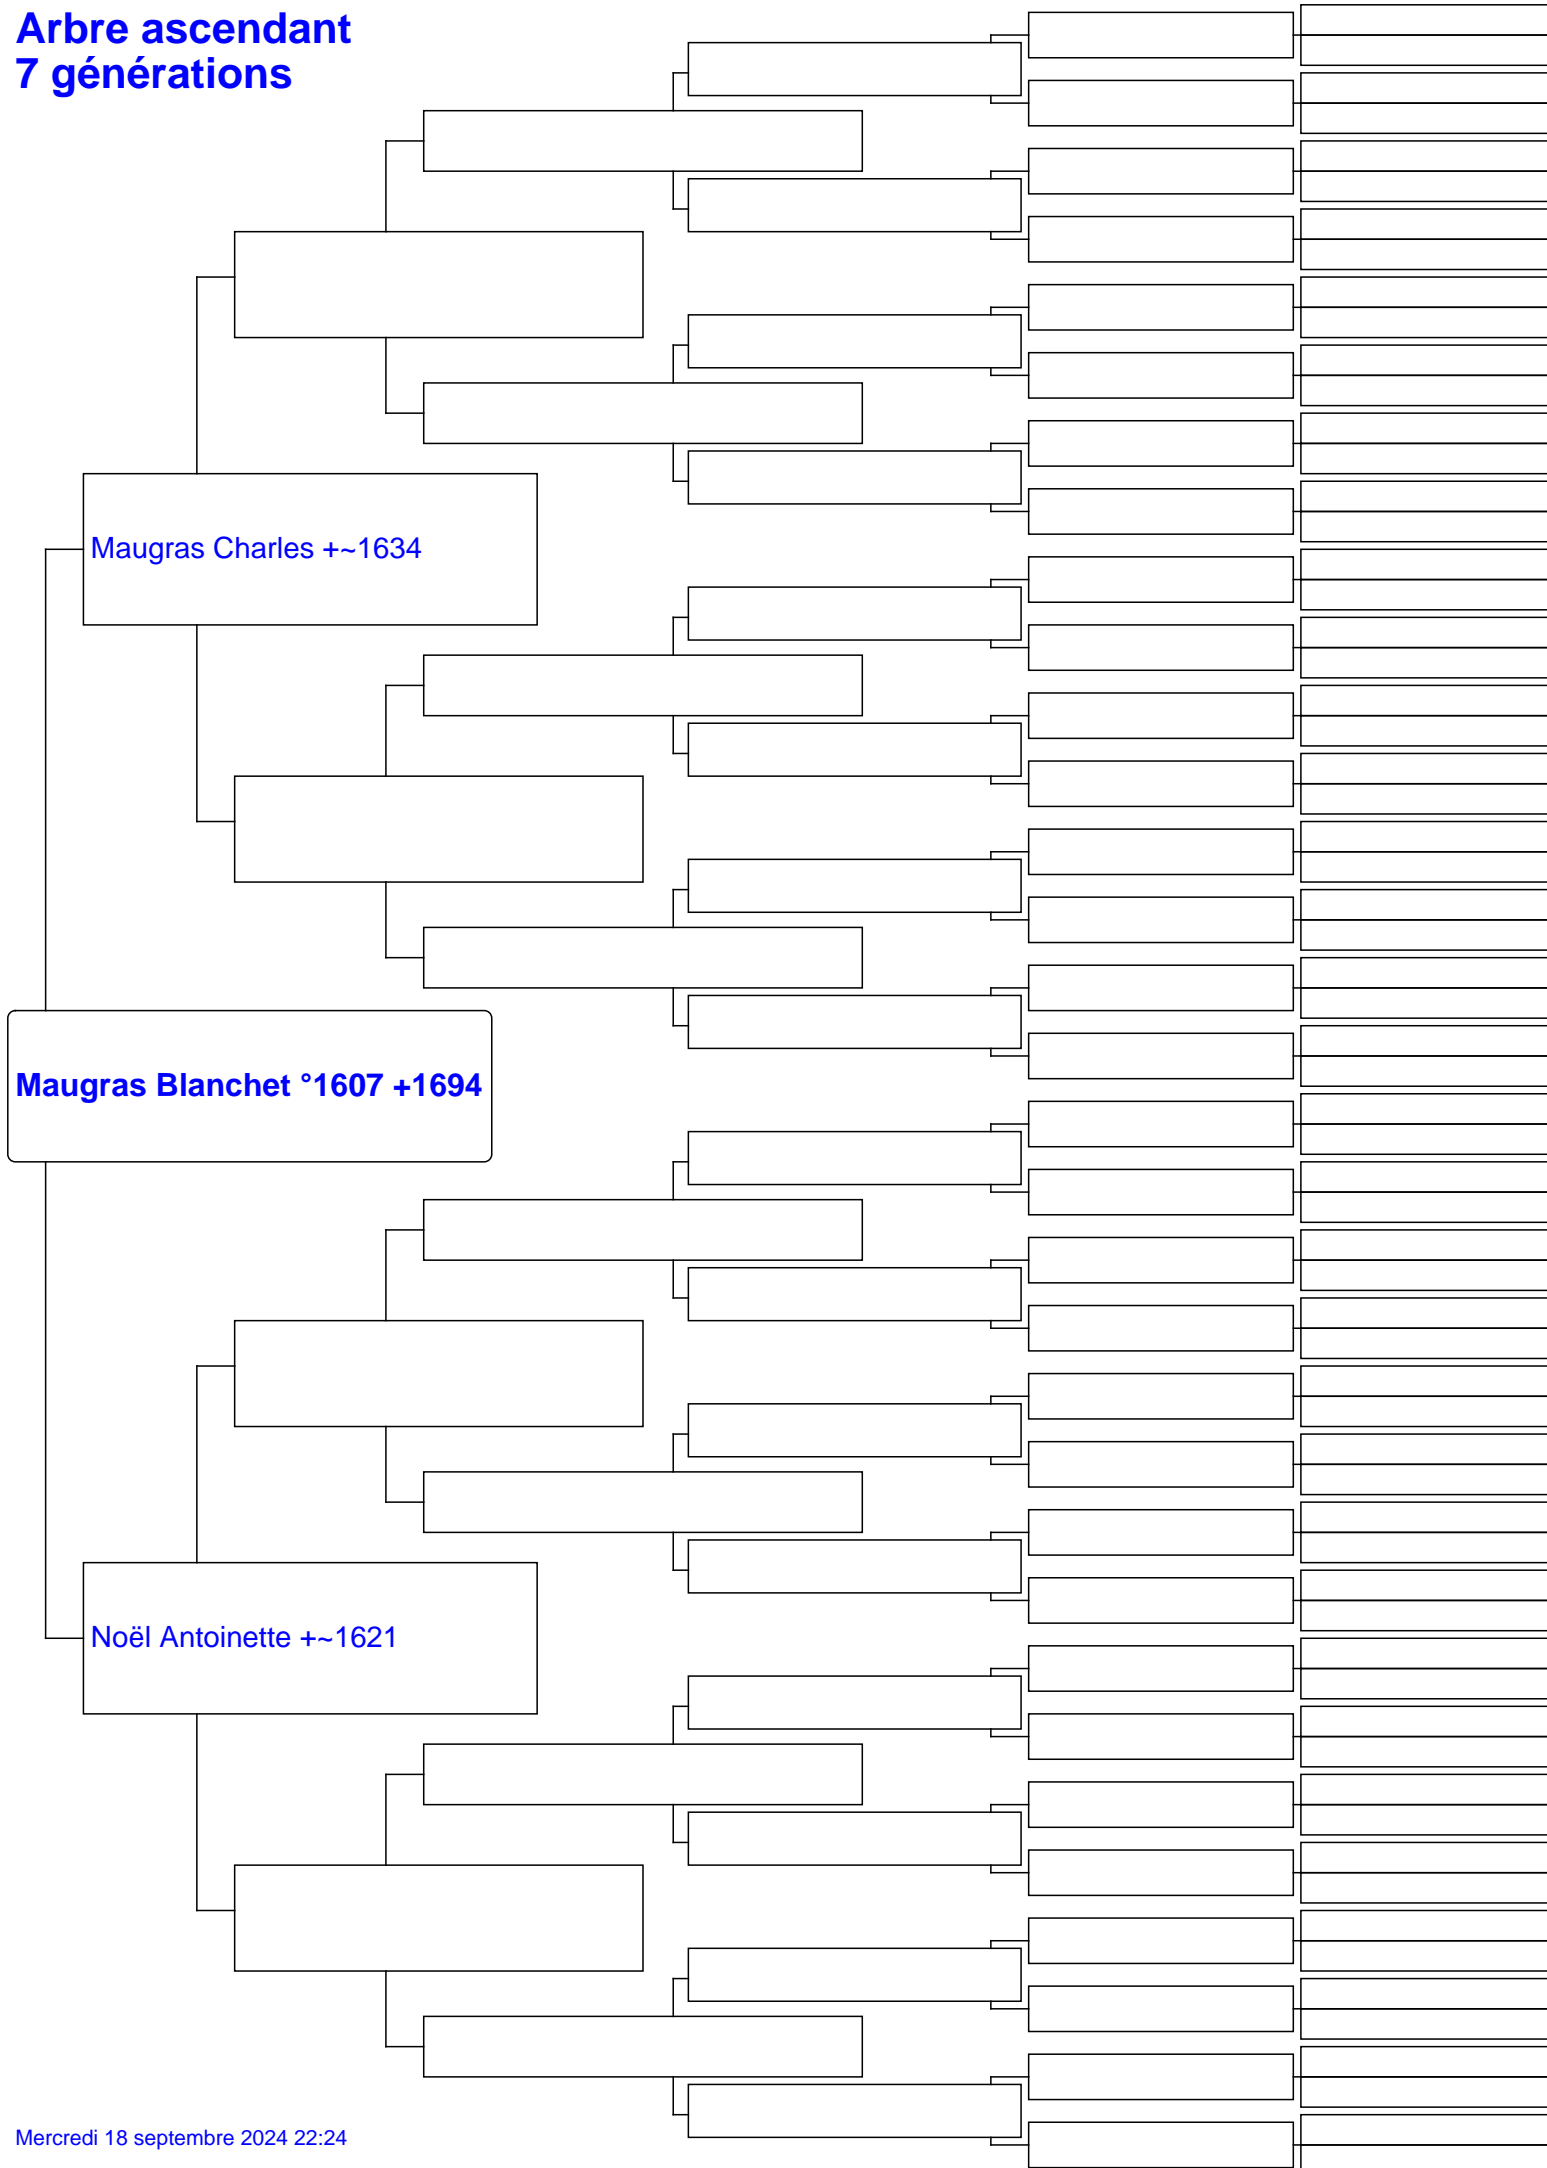 Arbre ascendant
7 générations
Maugras Charles +~1634
Maugras Blanchet °1607 +1694
Noël Antoinette +~1621
Mercredi 18 septembre 2024 22:24